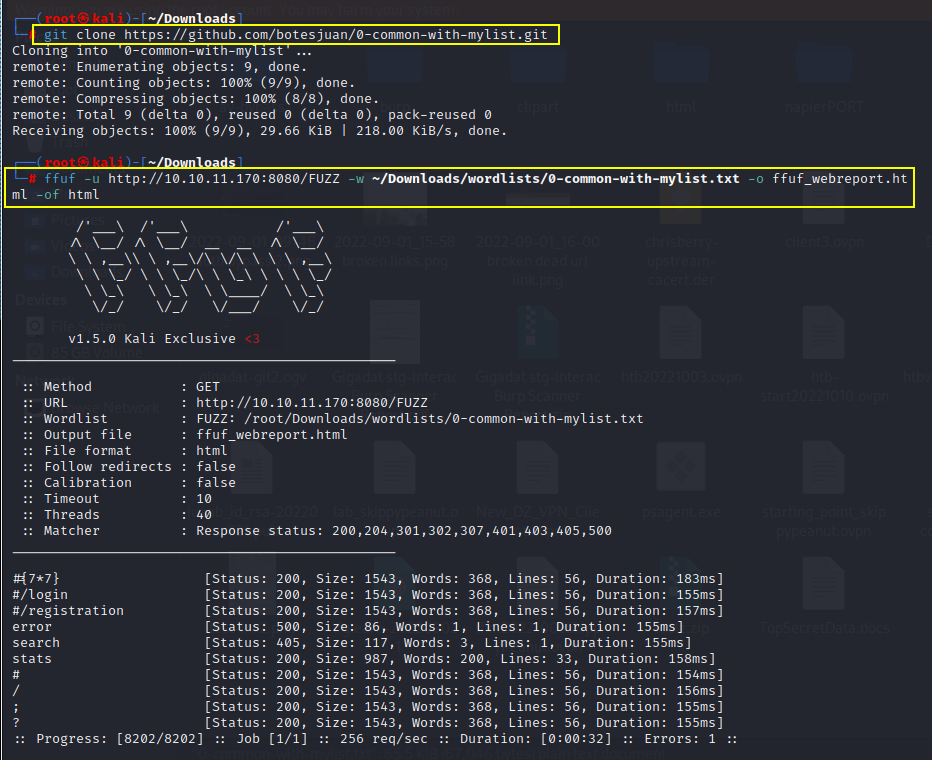 (root㉿kali)-[~/Downloads]
# git clone https://github.com/botesjuan/0-common-with-mylist.git
Cloning into '0-common-with-mylist'...
remote: Enumerating objects: 9, done.
remote: Counting objects: 100% (9/9), done.
remote: Compressing objects: 100% (8/8), done.
remote: Total 9 (delta 0), reused 0 (delta 0), pack-reused 0
Receiving objects: 100% (9/9), 29.66 KiB | 218.00 KiB/s, done.
(root㉿kali)-[~/Downloads]
# ffuf -u http://10.10.11.170:8080/FUZZ -w ~/Downloads/wordlists/0-common-with-mylist.txt -o ffuf_webreport.ht
ml -of html
v1.5.0 Kali Exclusive <3
:: Method : GET
:: URL : http://10.10.11.170:8080/FUZZ
:: Wordlist : FUZZ: /root/Downloads/wordlists/0-common-with-mylist.txt
:: Output file : ffuf_webreport.html
:: File format : html
:: Follow redirects : false
:: Calibration : false
:: Timeout : 10
:: Threads : 40
:: Matcher : Response status: 200,204,301,302,307,401,403,405,500
#{7*7} [Status: 200, Size: 1543, Words: 368, Lines: 56, Duration: 183ms]
#/login [Status: 200, Size: 1543, Words: 368, Lines: 56, Duration: 155ms]
#/registration [Status: 200, Size: 1543, Words: 368, Lines: 56, Duration: 157ms]
error [Status: 500, Size: 86, Words: 1, Lines: 1, Duration: 155ms]
search [Status: 405, Size: 117, Words: 3, Lines: 1, Duration: 155ms]
stats [Status: 200, Size: 987, Words: 200, Lines: 33, Duration: 158ms]
# [Status: 200, Size: 1543, Words: 368, Lines: 56, Duration: 154ms]
/ [Status: 200, Size: 1543, Words: 368, Lines: 56, Duration: 156ms]
; [Status: 200, Size: 1543, Words: 368, Lines: 56, Duration: 155ms]
? [Status: 200, Size: 1543, Words: 368, Lines: 56, Duration: 155ms]
:: Progress: [8202/8202] :: Job [1/1] :: 256 req/sec :: Duration: [0:00:32] :: Errors: 1 ::